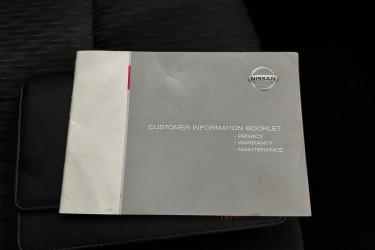 NISSAN
CUSTOMER INFORMATION BOOKLET
- PRIVACY
- WARRANTY
- MAINTENANCE